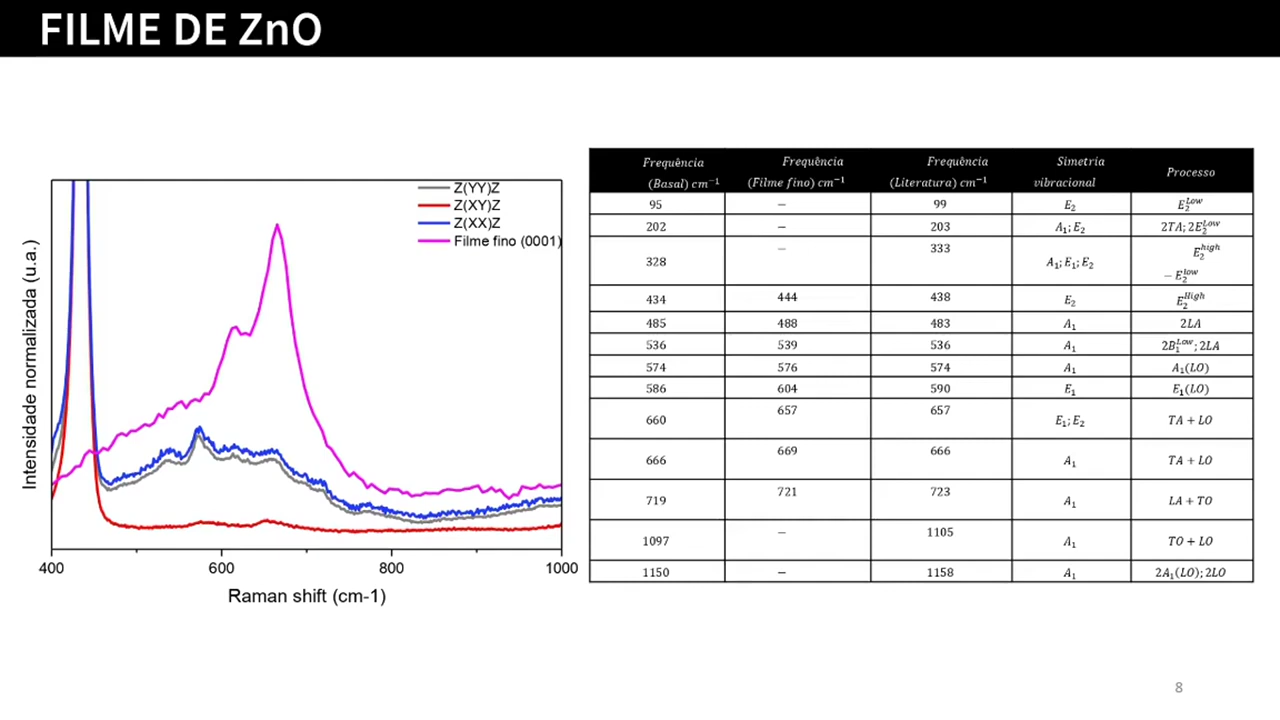 FILME DE ZnO
Z(YY)Z
Z(XY)Z
Z(XX)Z
Filme fino (0001)
Intensidade normalizada (u.a.)
400 600 800 1000
Raman shift (cm-1)
Frequência (Basal) cm⁻¹ Frequência (Filme fino) cm⁻¹ Frequência (Literatura) cm⁻¹ Simetria vibracional Processo
95 − 99 E₂ E₂^Low
202 − 203 A₁; E₂ 2TA; 2E₂^Low
328 − 333 A₁; E₁; E₂ E₂^high − E₂^low
434 444 438 E₂ E₂^High
485 488 483 A₁ 2LA
536 539 536 A₁ 2B₁^Low; 2LA
574 576 574 A₁ A₁(LO)
586 604 590 E₁ E₁(LO)
660 657 657 E₁; E₂ TA + LO
666 669 666 A₁ TA + LO
719 721 723 A₁ LA + TO
1097 − 1105 A₁ TO + LO
1150 − 1158 A₁ 2A₁(LO); 2LO
8